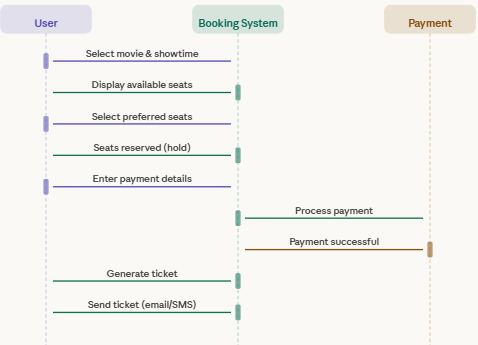 User
Booking System
Payment
Select movie & showtime
Display available seats
Select preferred seats
Seats reserved (hold)
Enter payment details
Process payment
Payment successful
Generate ticket
Send ticket (email/SMS)